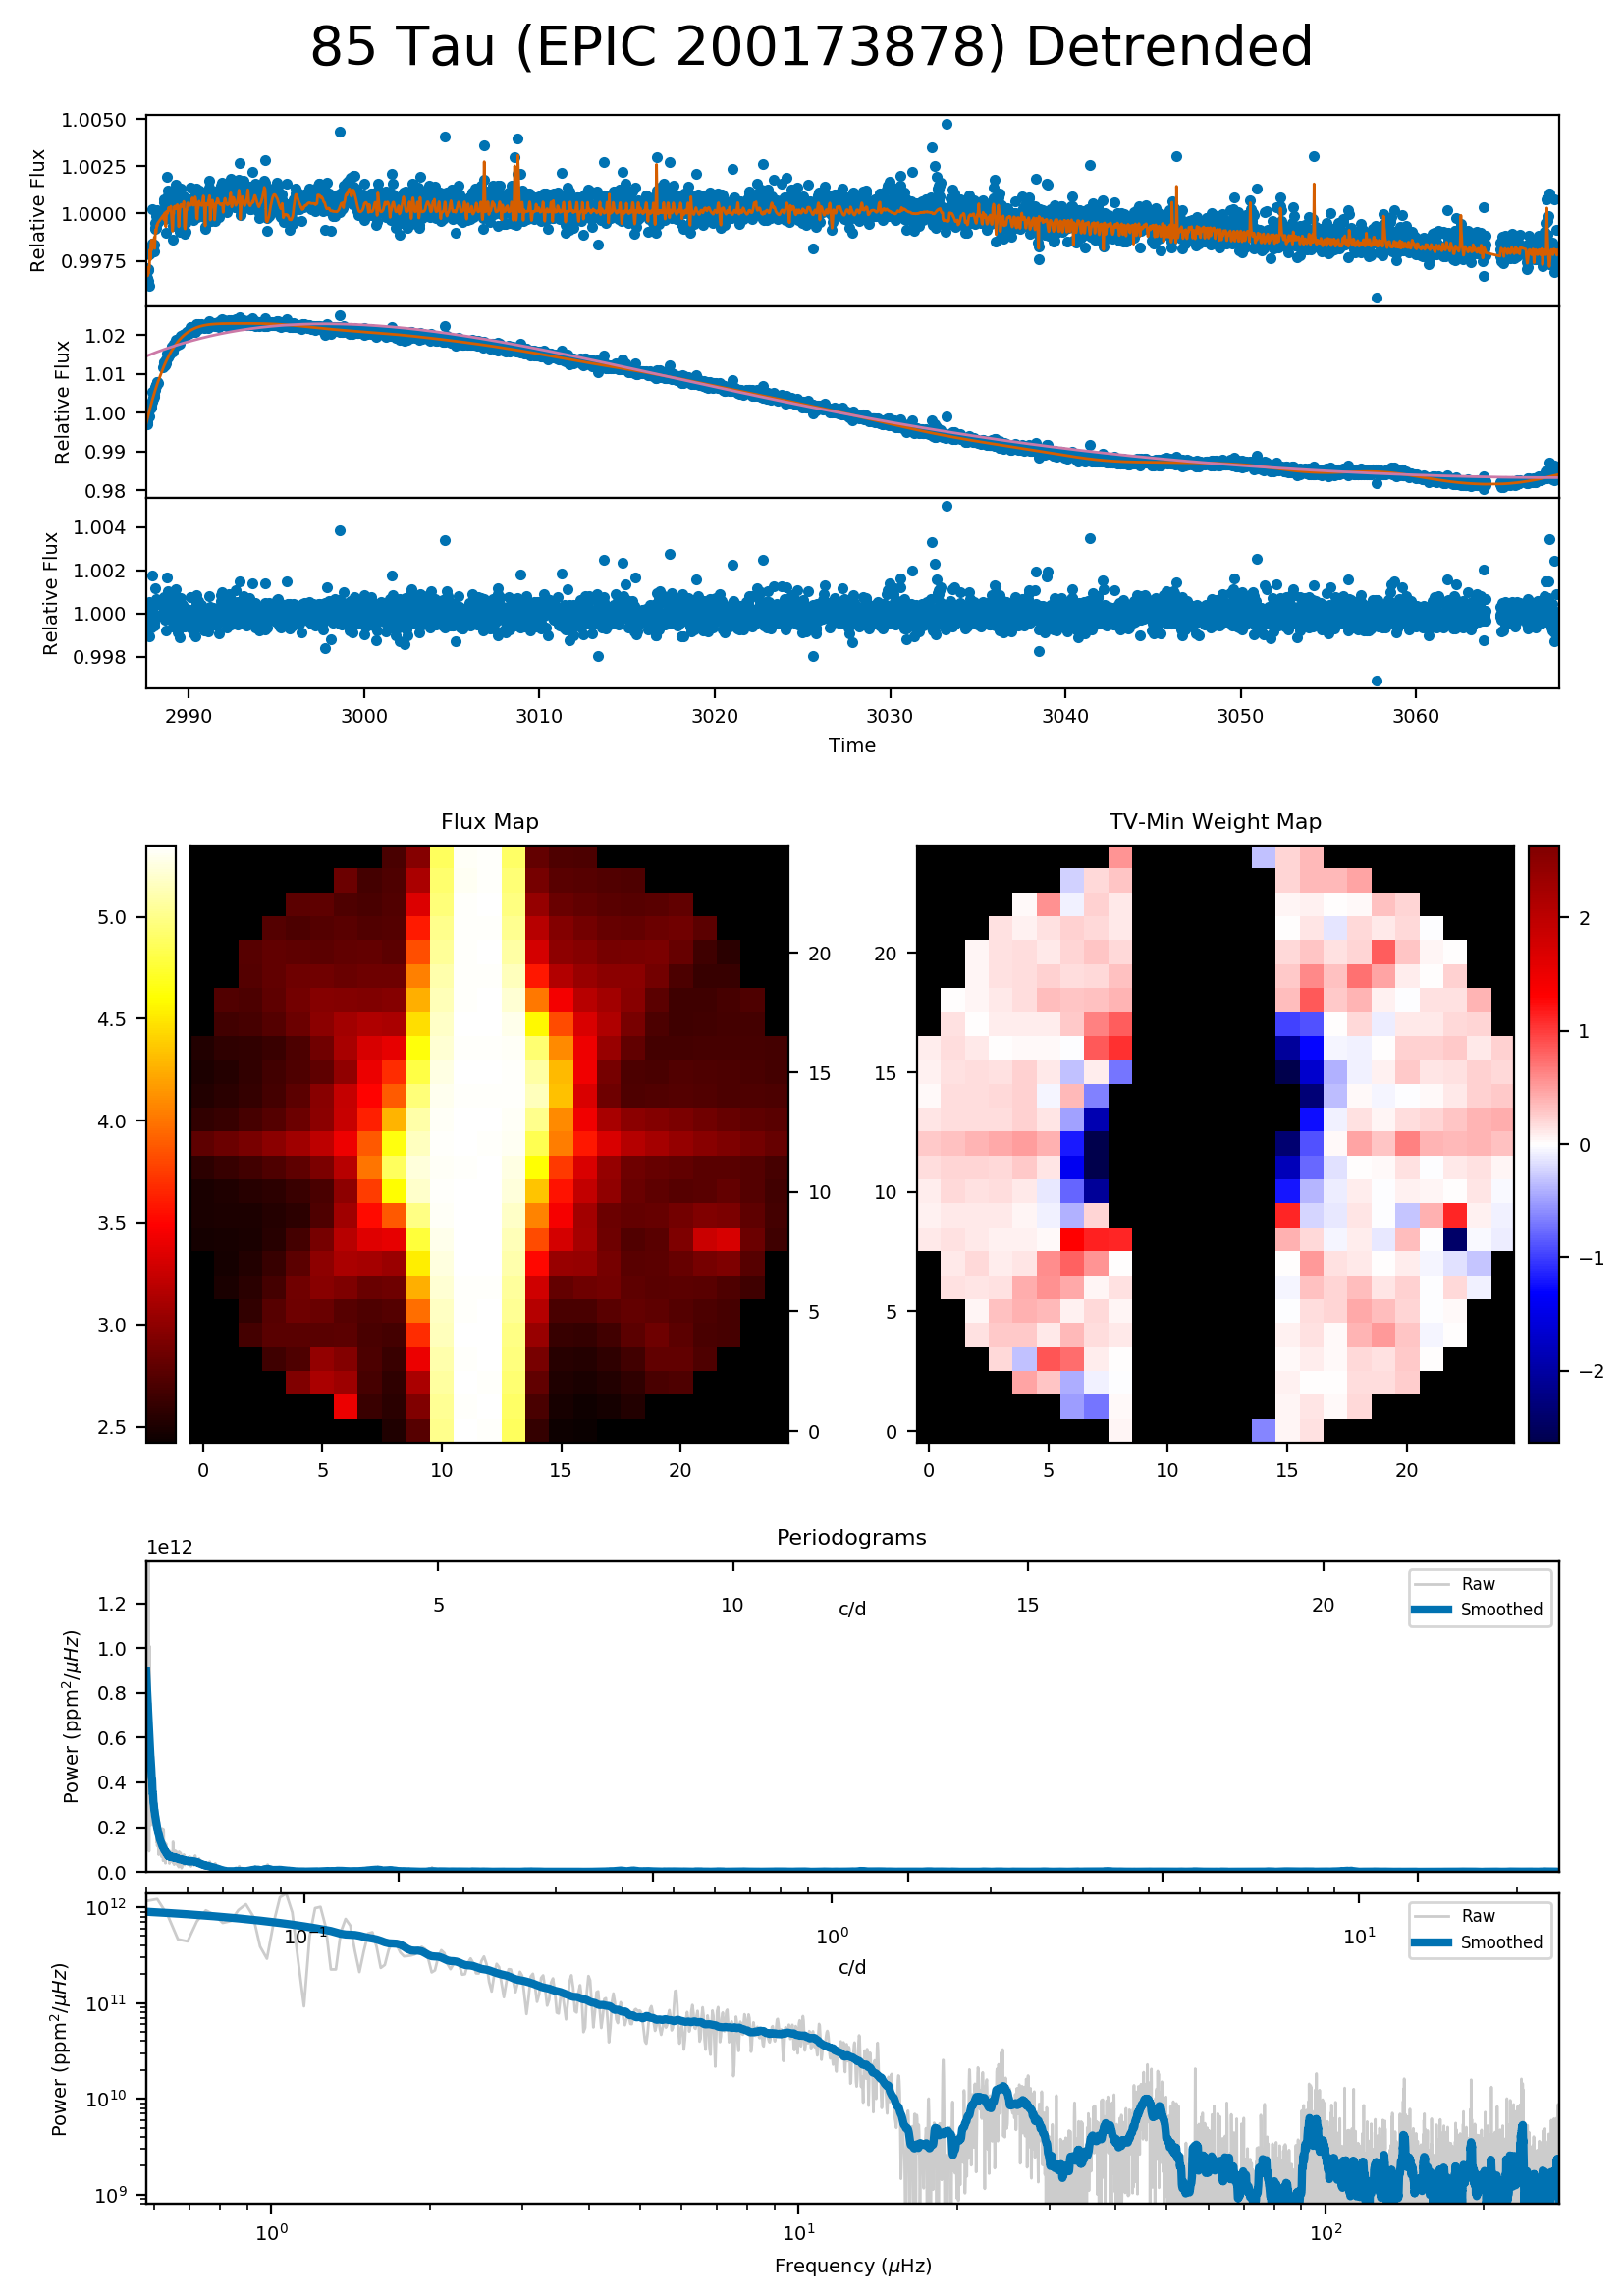 85 Tau (EPIC 200173878) Detrended
1.0050
1.0025
1.0000
0.9975
Relative Flux
1.02
1.01
1.00
0.99
0.98
Relative Flux
1.004
1.002
1.000
0.998
Relative Flux
2990 3000 3010 3020 3030 3040 3050 3060
Time
Flux Map
5.0
4.5
4.0
3.5
3.0
2.5
20
15
10
5
0
0 5 10 15 20
TV-Min Weight Map
20
15
10
5
0
0 5 10 15 20
2
1
0
−1
−2
Periodograms
1e12
1.2
1.0
0.8
0.6
0.4
0.2
0.0
Power (ppm²/μHz)
5 10 15 20
c/d
Raw
Smoothed
10¹²
10¹¹
10¹⁰
10⁹
Power (ppm²/μHz)
10⁻¹ 10⁰ 10¹
c/d
Raw
Smoothed
10⁰ 10¹ 10²
Frequency (μHz)